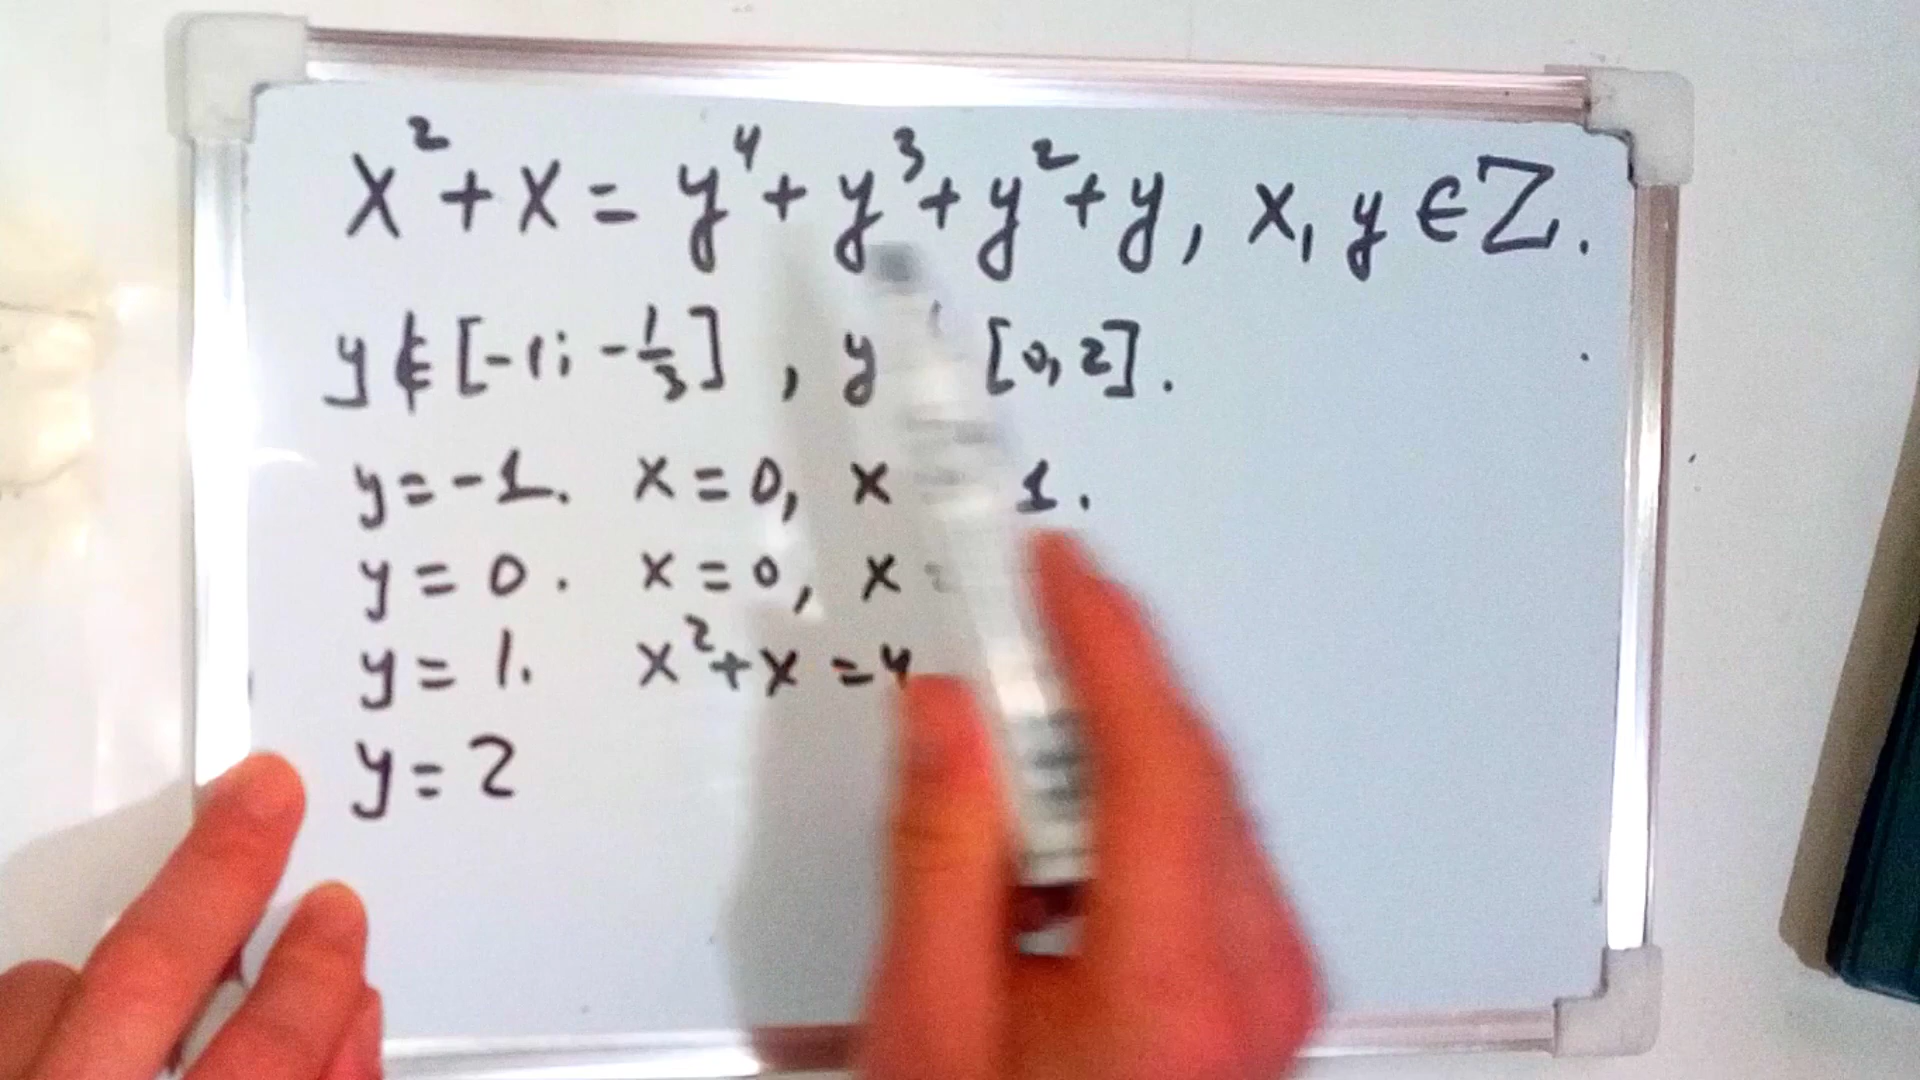 x²+x = y⁴+y³+y²+y, x, y ∈ Z.
y ∉ [-1; -1/3], y [0, 2].
y = -1. x = 0, x 1.
y = 0. x = 0, x =
y = 1. x²+x = 4
y = 2